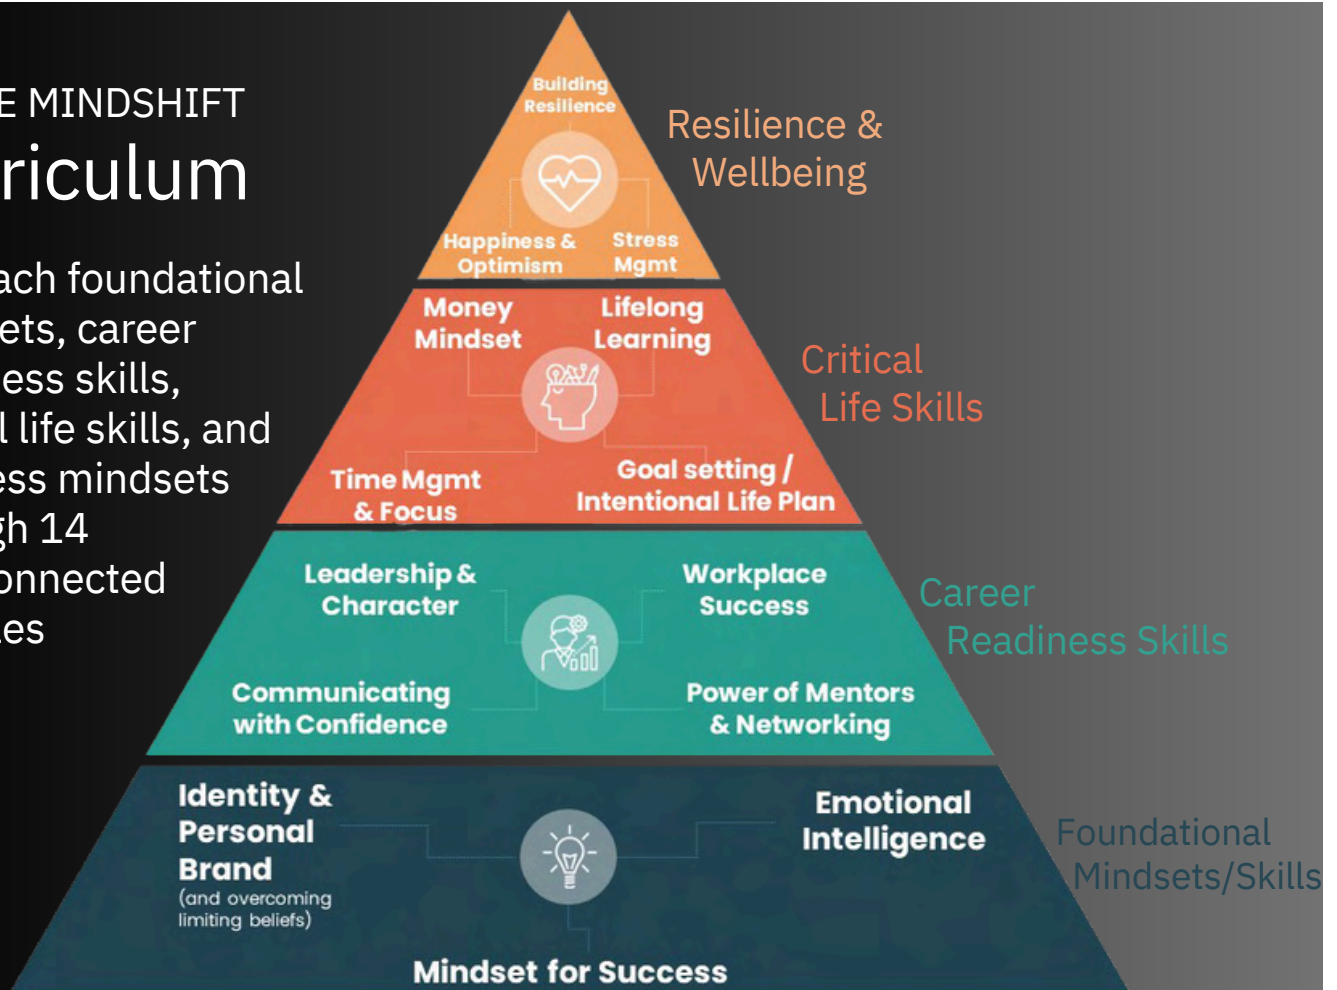 E MINDSHIFT
riculum
ach foundational
ets, career
ess skills,
l life skills, and
ess mindsets
gh 14
onnected
les
Building
Resilience
Happiness &
Optimism
Stress
Mgmt
Resilience &
Wellbeing
Money
Mindset
Lifelong
Learning
Time Mgmt
& Focus
Goal setting /
Intentional Life Plan
Critical
Life Skills
Leadership &
Character
Workplace
Success
Communicating
with Confidence
Power of Mentors
& Networking
Career
Readiness Skills
Identity &
Personal
Brand
(and overcoming
limiting beliefs)
Emotional
Intelligence
Mindset for Success
Foundational
Mindsets/Skills